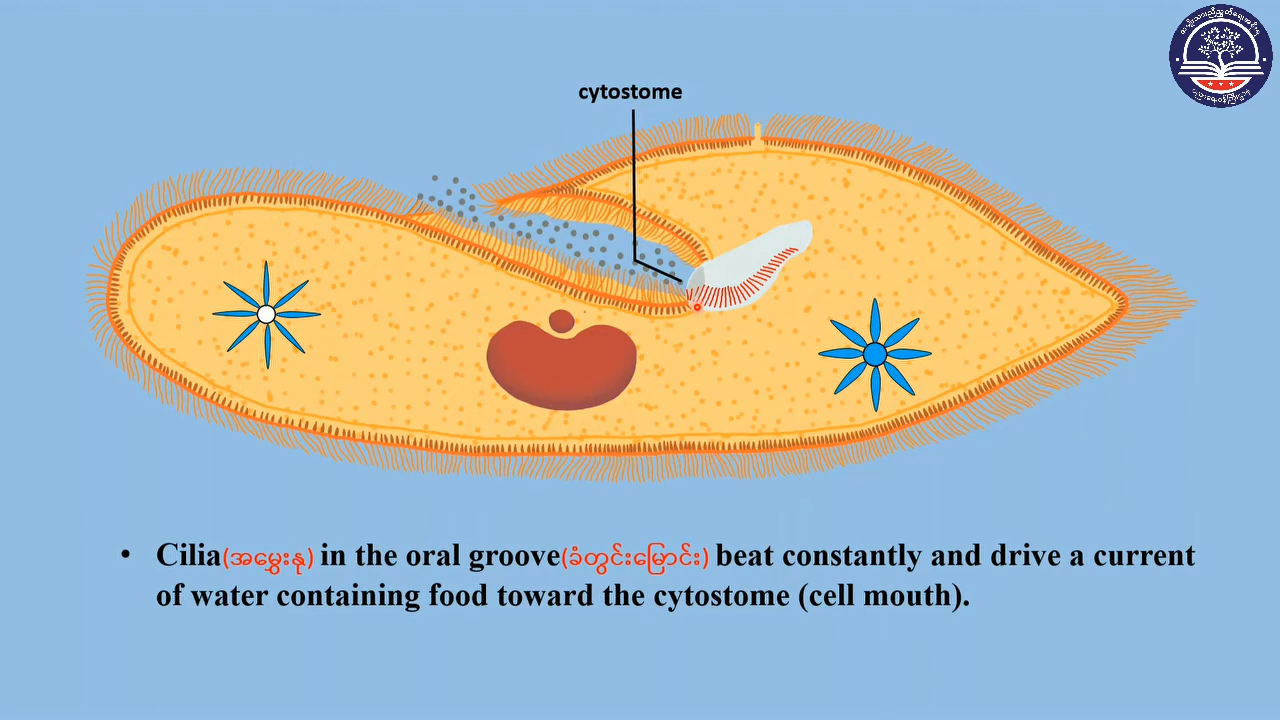 cytostome
• Cilia(အမွှေးနု) in the oral groove(ခံတွင်းမြောင်း) beat constantly and drive a current
of water containing food toward the cytostome (cell mouth).